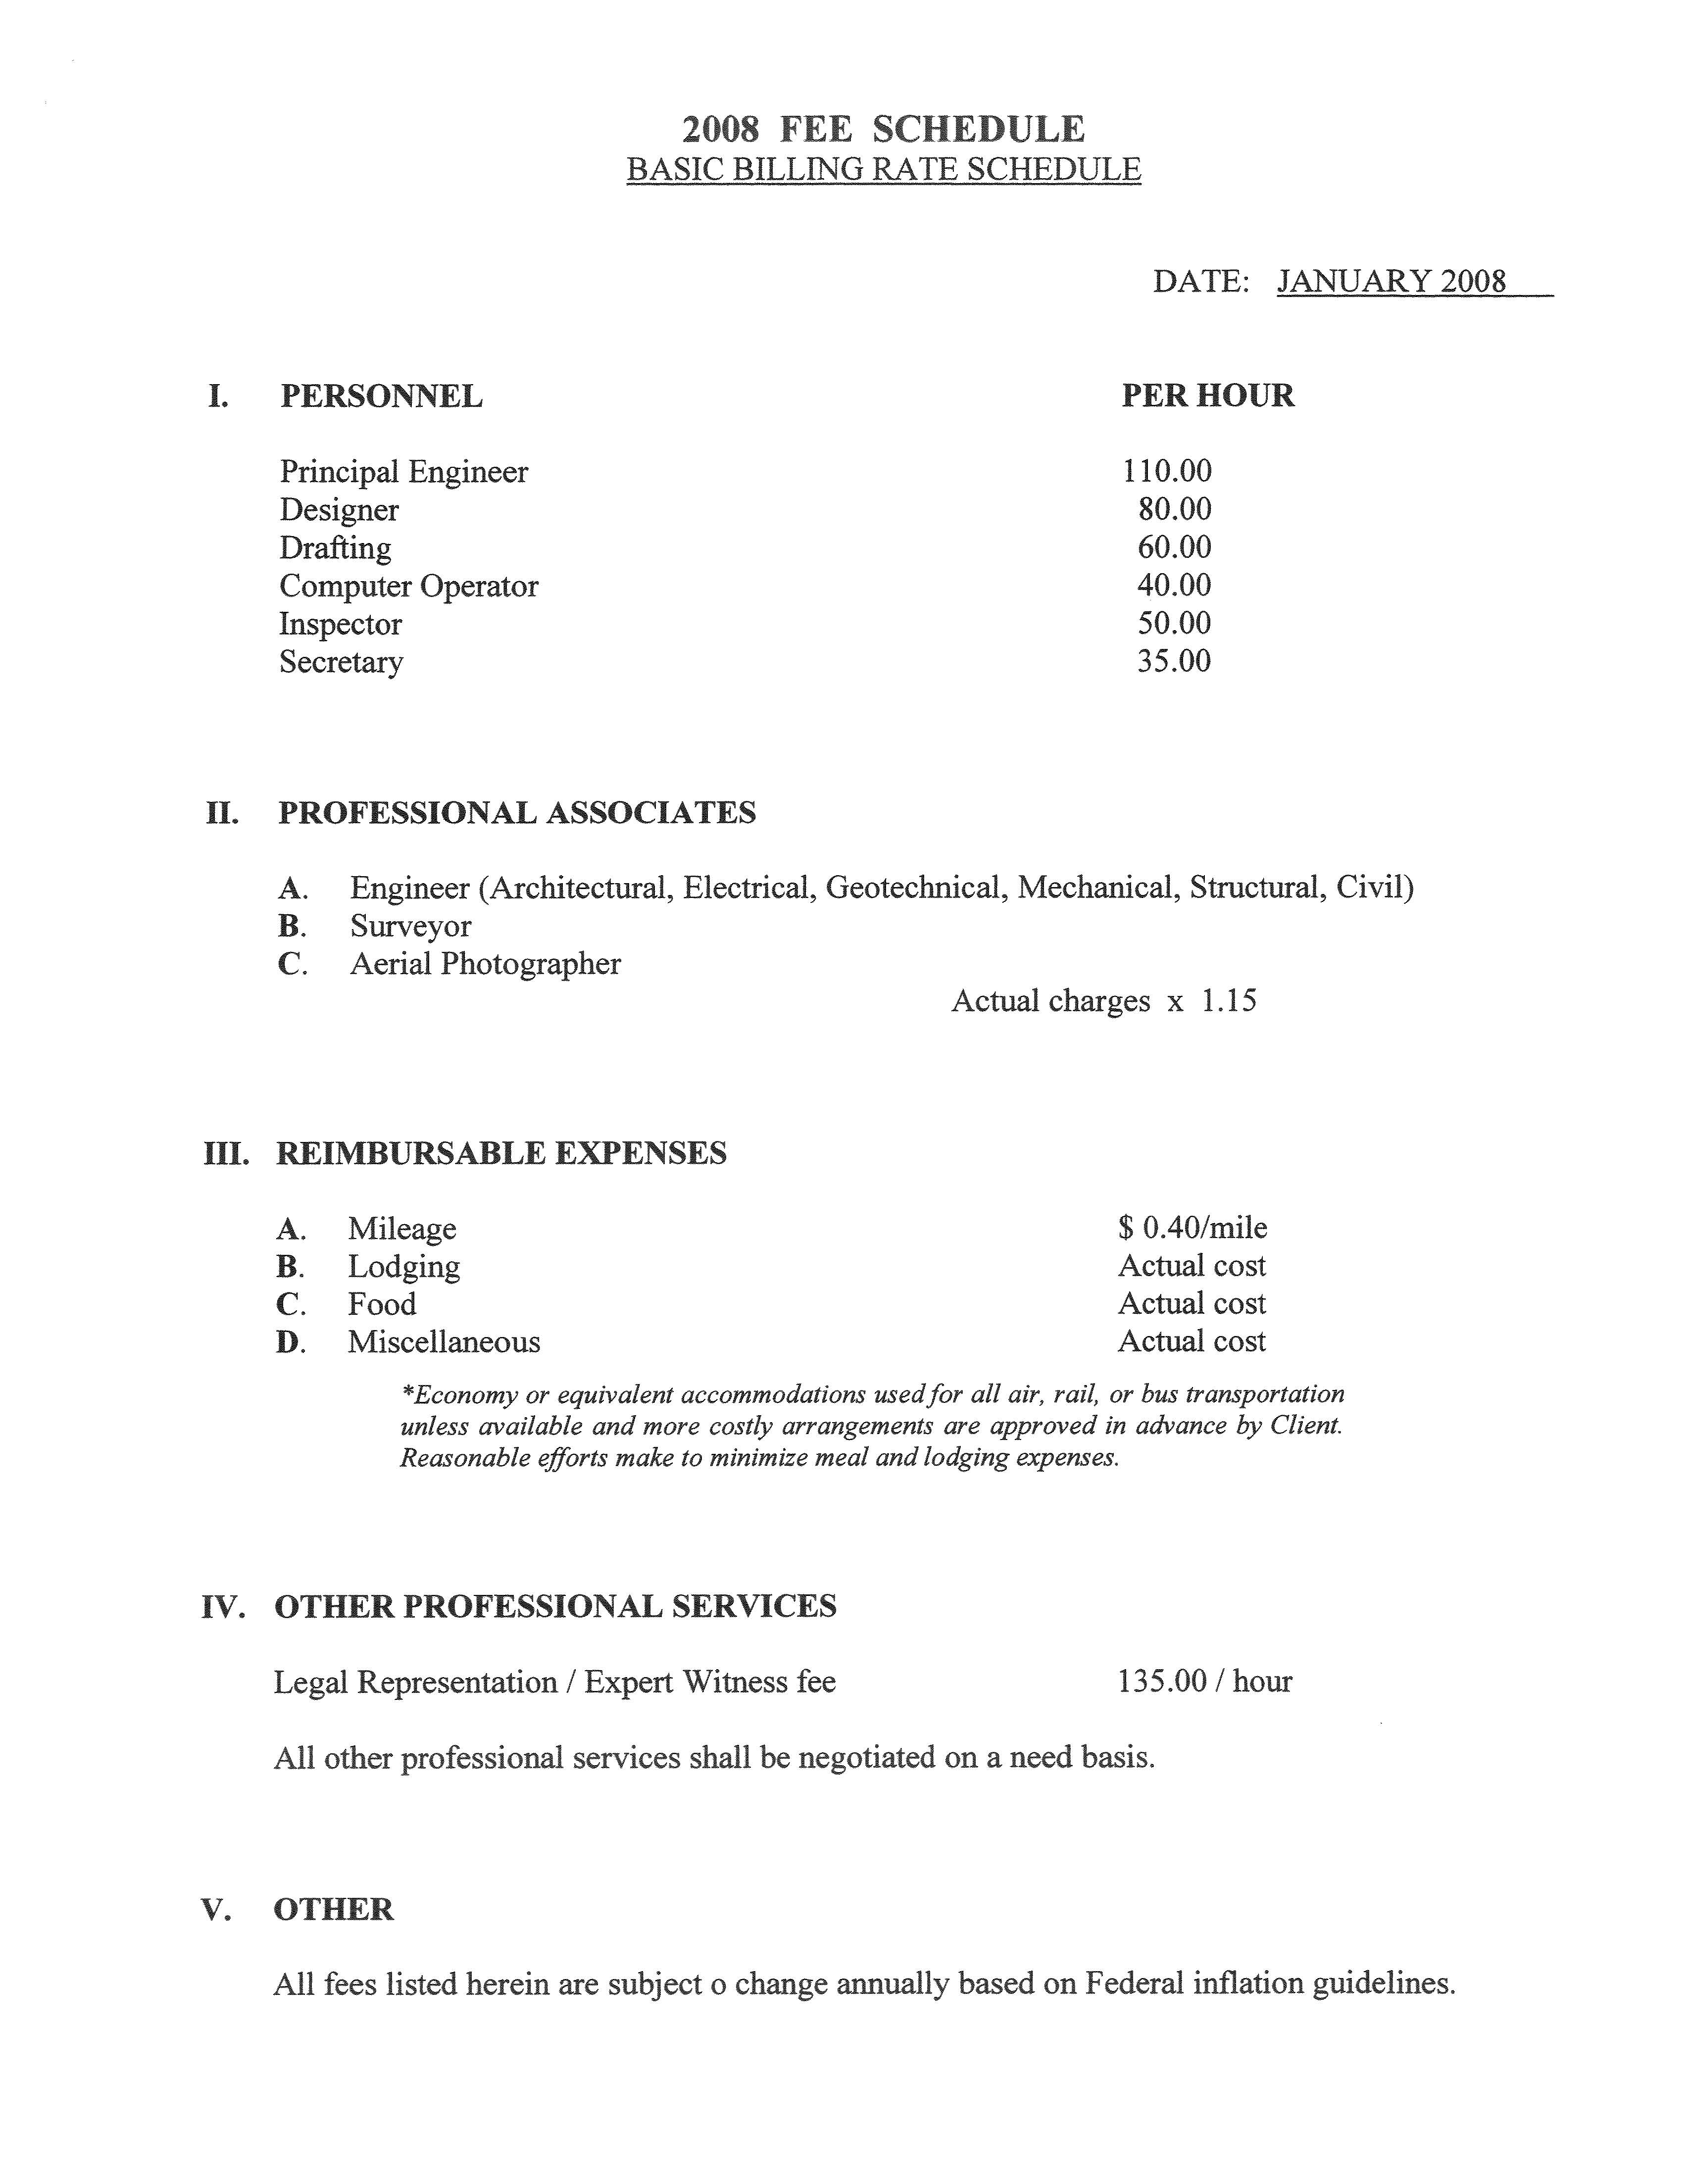 2008 FEE SCHEDULE
BASIC BILLING RATE SCHEDULE
DATE: JANUARY 2008
I. PERSONNEL PER HOUR
Principal Engineer 110.00
Designer 80.00
Drafting 60.00
Computer Operator 40.00
Inspector 50.00
Secretary 35.00
II. PROFESSIONAL ASSOCIATES
A. Engineer (Architectural, Electrical, Geotechnical, Mechanical, Structural, Civil)
B. Surveyor
C. Aerial Photographer
Actual charges x 1.15
III. REIMBURSABLE EXPENSES
A. Mileage $ 0.40/mile
B. Lodging Actual cost
C. Food Actual cost
D. Miscellaneous Actual cost
*Economy or equivalent accommodations used for all air, rail, or bus transportation
unless available and more costly arrangements are approved in advance by Client.
Reasonable efforts make to minimize meal and lodging expenses.
IV. OTHER PROFESSIONAL SERVICES
Legal Representation / Expert Witness fee 135.00 / hour
All other professional services shall be negotiated on a need basis.
V. OTHER
All fees listed herein are subject o change annually based on Federal inflation guidelines.